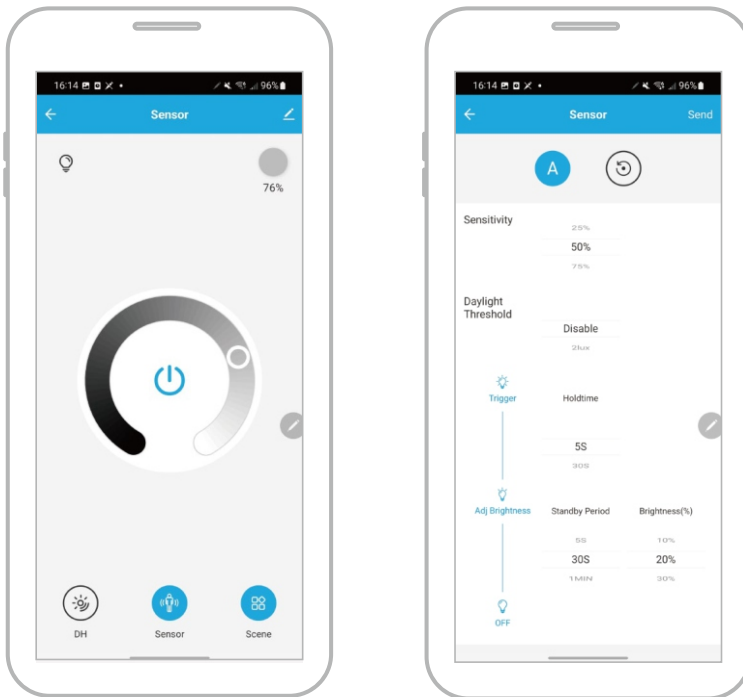 16:14
96%
Sensor
76%
DH
Sensor
Scene
16:14
96%
Sensor
Send
A
Sensitivity
25%
50%
75%
Daylight
Threshold
Disable
2lux
Trigger
Holdtime
5S
30S
Adj Brightness
Standby Period
Brightness(%)
5S
10%
30S
20%
1MIN
30%
OFF